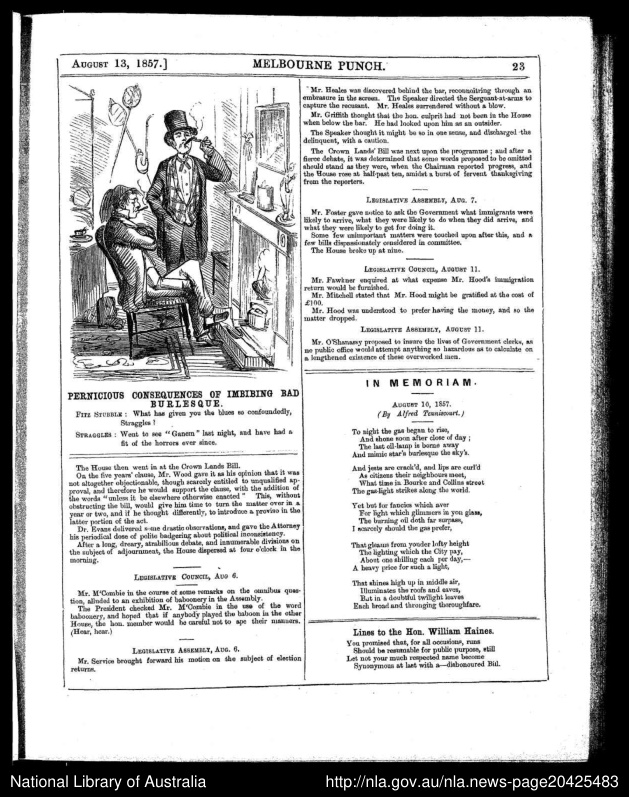 AUGUST 13, 1857.]
MELBOURNE PUNCH.
23
PERNICIOUS CONSEQUENCES OF IMBIBING BAD
BURLESQUE.
FITZ STUBBLE : What has given you the blues so confoundedly,
Straggles ?
STRAGGLES : Went to see "Ganem" last night, and have had a
fit of the horrors ever since.
The House then went in at the Crown Lands Bill.
On the five years' clause, Mr. Wood gave it as his opinion that it was
not altogether objectionable, though scarcely entitled to unqualified ap-
proval, and therefore he would support the clause, with the addition of
the words "unless it be elsewhere otherwise enacted" This, without
obstructing the bill, would give him time to turn the matter over in a
year or two, and if he thought differently, to introduce a proviso in the
latter portion of the act.
Dr. Evans delivered some drastic observations, and gave the Attorney
his periodical dose of polite badgering about political inconsistency.
After a long, dreary, atrabilious debate, and innumerable divisions on
the subject of adjournment, the House dispersed at four o'clock in the
morning.
LEGISLATIVE COUNCIL, AUG 6.
Mr. M'Combie in the course of some remarks on the omnibus ques-
tion, alluded to an exhibition of baboonery in the Assembly.
The President checked Mr. M'Combie in the use of the word
baboonery, and hoped that if anybody played the baboon in the other
House, the hon. member would be careful not to ape their manners.
(Hear, hear.)
LEGISLATIVE ASSEMBLY, AUG. 6.
Mr. Service brought forward his motion on the subject of election
returns.
Mr. Heales was discovered behind the bar, reconnoitring through an
embrasure in the screen. The Speaker directed the Sergeant-at-arms to
capture the recusant. Mr. Heales surrendered without a blow.
Mr. Griffith thought that the hon. culprit had not been in the House
when below the bar. He had looked upon him as an outsider.
The Speaker thought it might be so in one sense, and discharged the
delinquent, with a caution.
The Crown Lands' Bill was next upon the programme ; and after a
fierce debate, it was determined that some words proposed to be omitted
should stand as they were, when the Chairman reported progress, and
the House rose at half-past ten, amidst a burst of fervent thanksgiving
from the reporters.
LEGISLATIVE ASSEMBLY, AUG. 7.
Mr. Foster gave notice to ask the Government what immigrants were
likely to arrive, what they were likely to do when they did arrive, and
what they were likely to get for doing it.
Some few unimportant matters were touched upon after this, and a
few bills dispassionately considered in committee.
The House broke up at nine.
LEGISLATIVE COUNCIL, AUGUST 11.
Mr. Fawkner enquired at what expense Mr. Hood's immigration
return would be furnished.
Mr. Mitchell stated that Mr. Hood might be gratified at the cost of
£100.
Mr. Hood was understood to prefer having the money, and so the
matter dropped.
LEGISLATIVE ASSEMBLY, AUGUST 11.
Mr. O'Shanassy proposed to insure the lives of Government clerks, as
no public office would attempt anything so hazardous as to calculate on
a lengthened existence of these overworked men.
IN MEMORIAM.
AUGUST 10, 1857.
(By Alfred Tenniscourt.)
To night the gas began to rise,
And shone soon after close of day ;
The last oil-lamp is borne away
And mimic star's burlesque the sky's.
And jests are crack'd, and lips are curl'd
As citizens their neighbours meet,
What time in Bourke and Collins street
The gas-light strikes along the world.
Yet but for fancies which aver
For light which glimmers in yon glass,
The burning oil doth far surpass,
I scarcely should the gas prefer,
That gleams from yonder lofty height
The lighting which the City pay,
About one shilling each per day,—
A heavy price for such a light,
That shines high up in middle air,
Illuminates the roofs and eaves,
But in a doubtful twilight leaves
Each broad and thronging thoroughfare.
Lines to the Hon. William Haines.
You promised that, for all occasions, runs
Should be resumable for public purpose, still
Let not your much respected name become
Synonymous at last with a—dishonoured Bill.
National Library of Australia
http://nla.gov.au/nla.news-page20425483